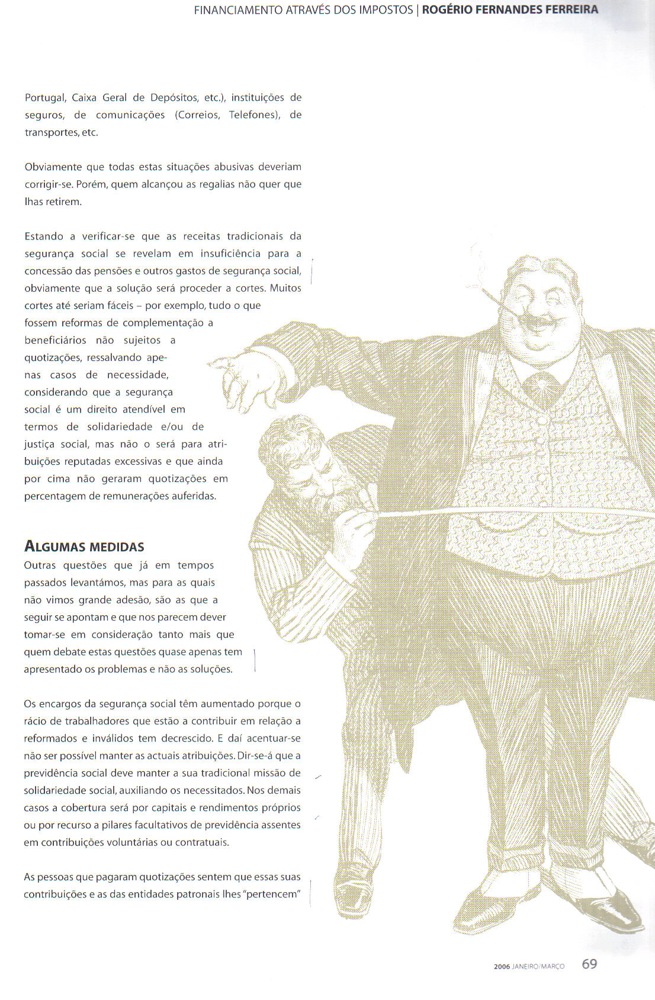 FINANCIAMENTO ATRAVÉS DOS IMPOSTOS | ROGÉRIO FERNANDES FERREIRA
Portugal, Caixa Geral de Depósitos, etc.), instituições de
seguros, de comunicações (Correios, Telefones), de
transportes, etc.
Obviamente que todas estas situações abusivas deveriam
corrigir-se. Porém, quem alcançou as regalias não quer que
lhas retirem.
Estando a verificar-se que as receitas tradicionais da
segurança social se revelam em insuficiência para a
concessão das pensões e outros gastos de segurança social,
obviamente que a solução será proceder a cortes. Muitos
cortes até seriam fáceis – por exemplo, tudo o que
fossem reformas de complementação a
beneficiários não sujeitos a
quotizações, ressalvando ape-
nas casos de necessidade,
considerando que a segurança
social é um direito atendível em
termos de solidariedade e/ou de
justiça social, mas não o será para atri-
buições reputadas excessivas e que ainda
por cima não geraram quotizações em
percentagem de remunerações auferidas.
ALGUMAS MEDIDAS
Outras questões que já em tempos
passados levantámos, mas para as quais
não vimos grande adesão, são as que a
seguir se apontam e que nos parecem dever
tomar-se em consideração tanto mais que
quem debate estas questões quase apenas tem
apresentado os problemas e não as soluções.
Os encargos da segurança social têm aumentado porque o
rácio de trabalhadores que estão a contribuir em relação a
reformados e inválidos tem decrescido. E daí acentuar-se
não ser possível manter as actuais atribuições. Dir-se-á que a
previdência social deve manter a sua tradicional missão de
solidariedade social, auxiliando os necessitados. Nos demais
casos a cobertura será por capitais e rendimentos próprios
ou por recurso a pilares facultativos de previdência assentes
em contribuições voluntárias ou contratuais.
As pessoas que pagaram quotizações sentem que essas suas
contribuições e as das entidades patronais lhes "pertencem"
2006 JANEIRO/MARÇO 69